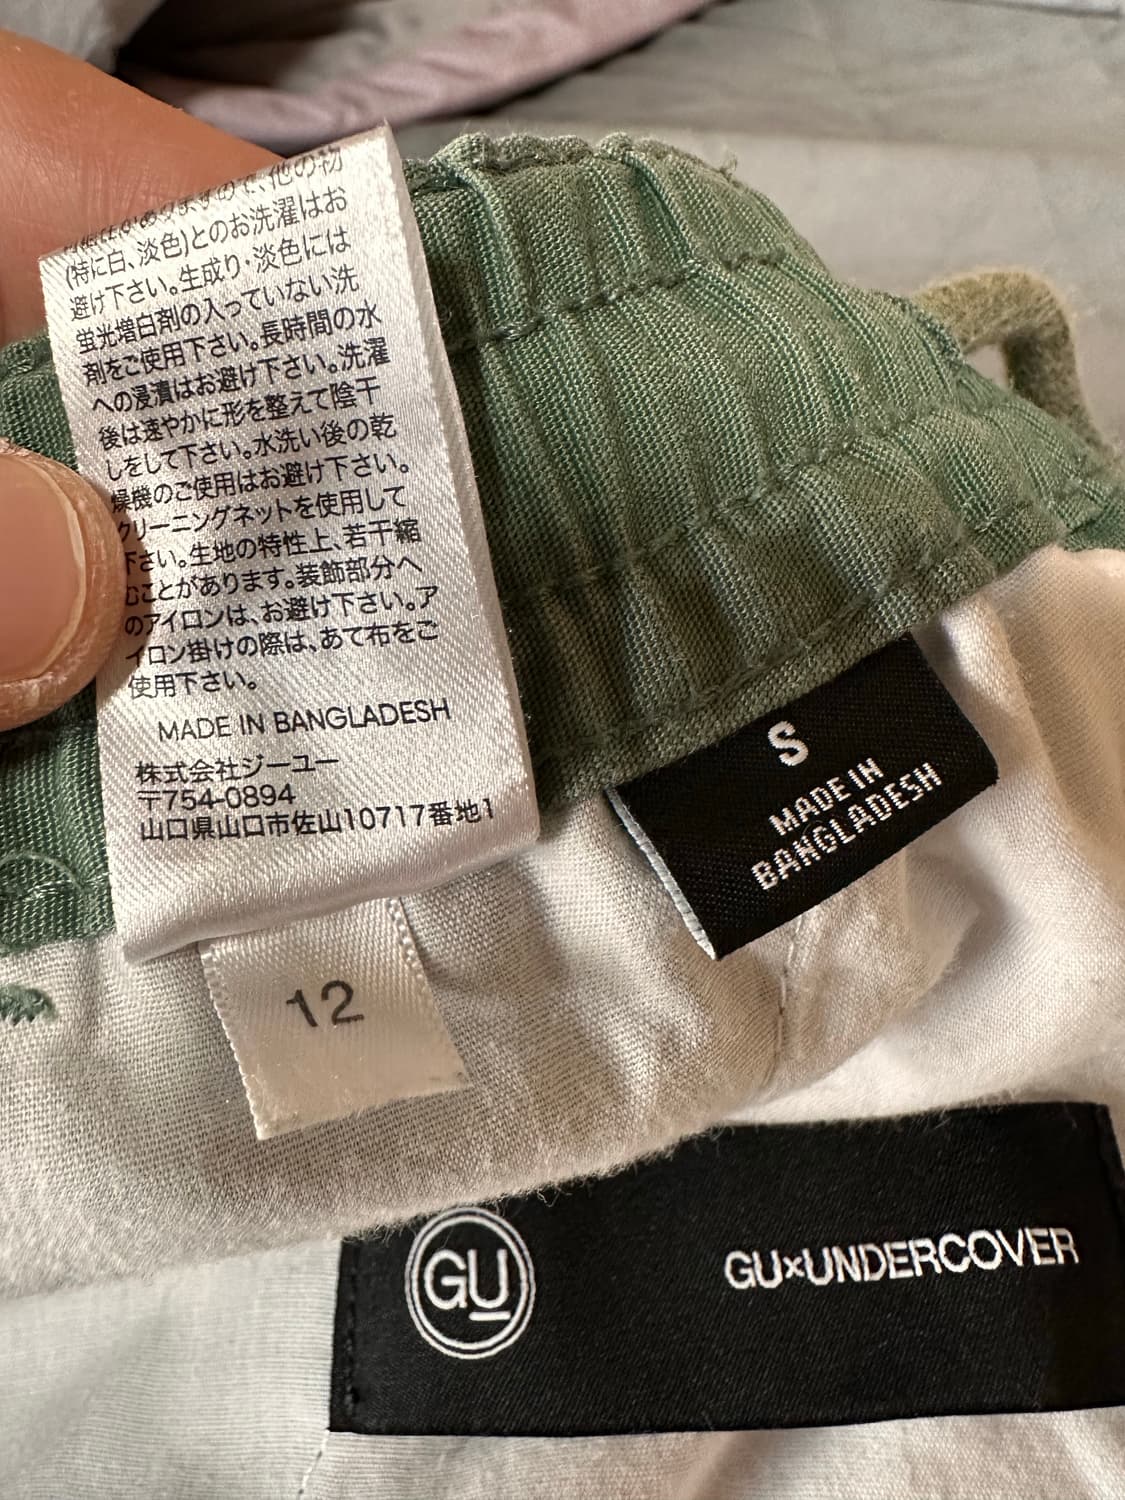 ますので、他の物
(特に白、淡色)とのお洗濯はお
避け下さい。生成り・淡色には
蛍光増白剤の入っていない洗
剤をご使用下さい。長時間の水
への浸漬はお避け下さい。洗濯
後は速やかに形を整えて陰干
しをして下さい。水洗い後の乾
燥機のご使用はお避け下さい。
クリーニングネットを使用して
下さい。生地の特性上、若干縮
むことがあります。装飾部分へ
のアイロンは、お避け下さい。ア
イロン掛けの際は、あて布をご
使用下さい。
MADE IN BANGLADESH
株式会社ジーユー
〒754-0894
山口県山口市佐山10717番地1
12
S
MADE IN
BANGLADESH
GU
GU×UNDERCOVER